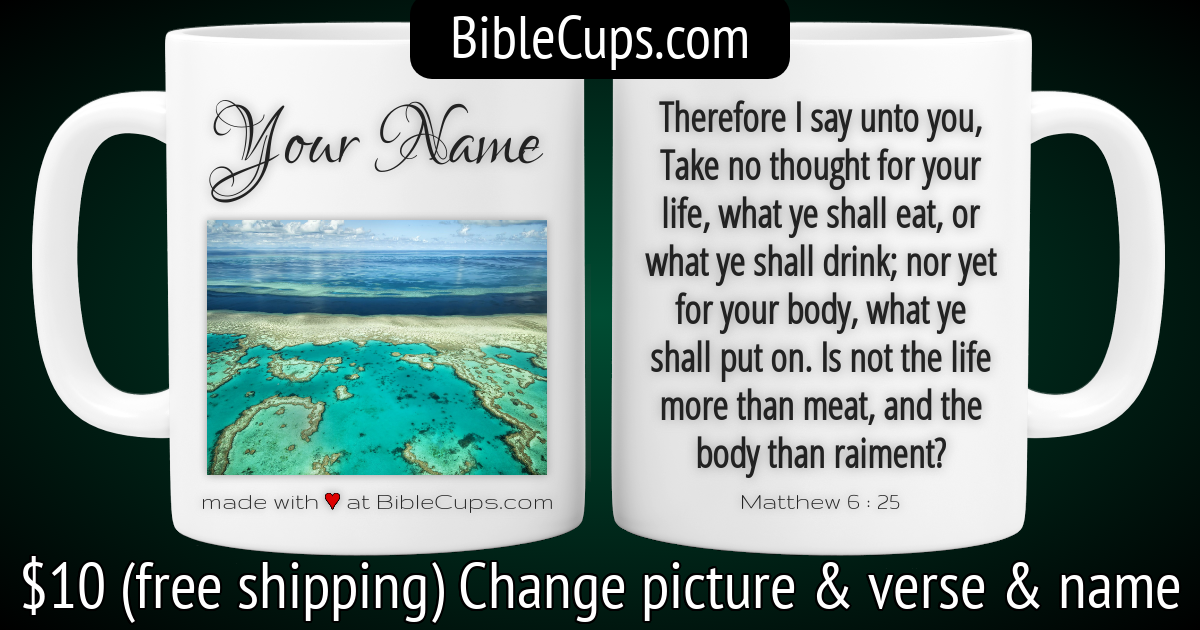 BibleCups.com
Your Name
made with ♥ at BibleCups.com
Therefore I say unto you,
Take no thought for your
life, what ye shall eat, or
what ye shall drink; nor yet
for your body, what ye
shall put on. Is not the life
more than meat, and the
body than raiment?
Matthew 6 : 25
$10 (free shipping) Change picture & verse & name